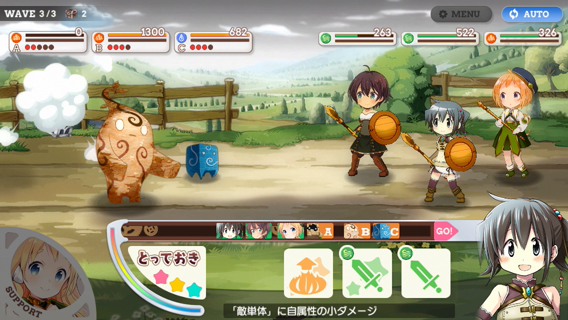 WAVE 3/3 2
MENU
AUTO
0
1300
682
A
B
C
263
522
326
A B C GO!
とっておき
SUPPORT
「敵単体」に自属性の小ダメージ